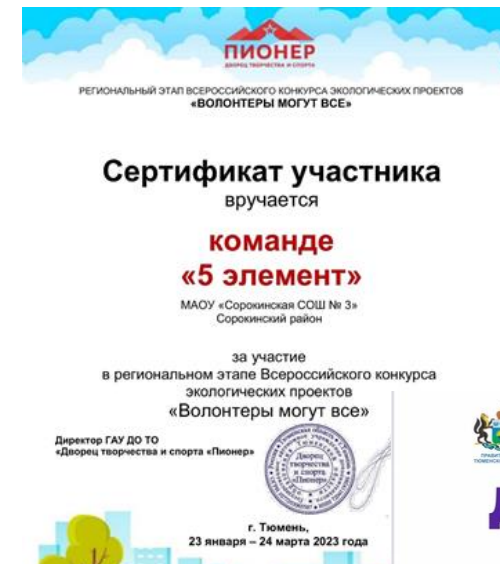 ПИОНЕР
ДВОРЕЦ ТВОРЧЕСТВА И СПОРТА
РЕГИОНАЛЬНЫЙ ЭТАП ВСЕРОССИЙСКОГО КОНКУРСА ЭКОЛОГИЧЕСКИХ ПРОЕКТОВ
«ВОЛОНТЕРЫ МОГУТ ВСЕ»
Сертификат участника
вручается
команде
«5 элемент»
МАОУ «Сорокинская СОШ № 3»
Сорокинский район
за участие
в региональном этапе Всероссийского конкурса
экологических проектов
«Волонтеры могут все»
Директор ГАУ ДО ТО
«Дворец творчества и спорта «Пионер»
Дворец
творчества
и спорта
«Пионер»
г. Тюмень,
23 января – 24 марта 2023 года